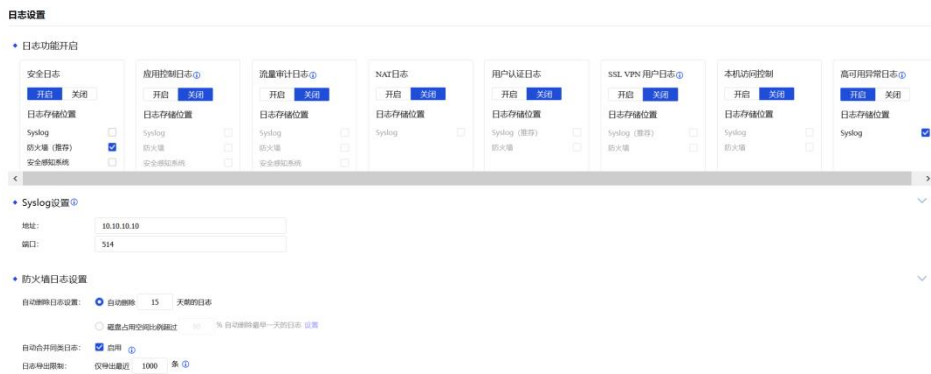 日志设置
日志功能开启
安全日志 应用控制日志 流量审计日志 NAT日志 用户认证日志 SSL VPN 用户日志 本机访问控制 高可用异常日志
开启 关闭 开启 关闭 开启 关闭 开启 关闭 开启 关闭 开启 关闭 开启 关闭 开启 关闭
日志存储位置 日志存储位置 日志存储位置 日志存储位置 日志存储位置 日志存储位置 日志存储位置 日志存储位置
Syslog Syslog Syslog Syslog Syslog (推荐) Syslog (推荐) Syslog Syslog
防火墙 (推荐) 防火墙 防火墙 防火墙 防火墙 防火墙
安全感知系统 安全感知系统 安全感知系统
Syslog设置
地址: 10.10.10.10
端口: 514
防火墙日志设置
自动删除日志设置: 自动删除 15 天前的日志
磁盘占用空间比例超过 90 % 自动删除最早一天的日志 设置
自动合并同类日志: 启用
日志导出限制: 仅导出最近 1000 条